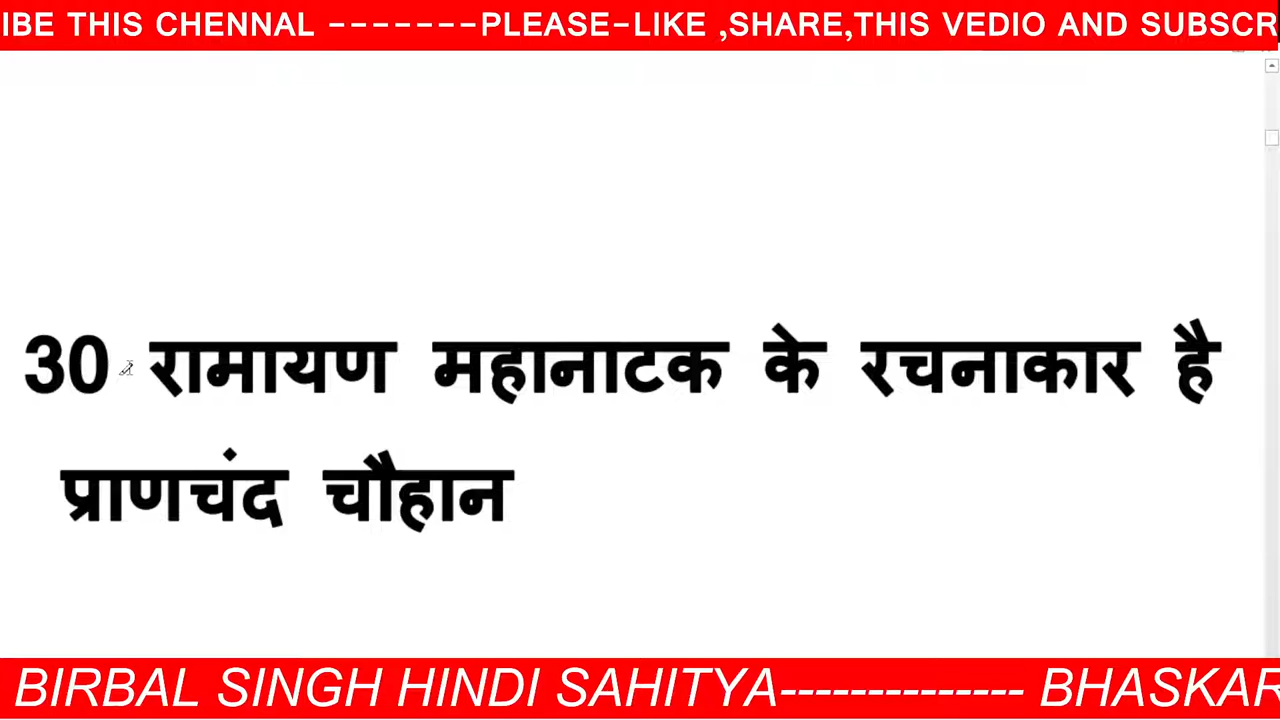 IBE THIS CHENNAL -------PLEASE-LIKE ,SHARE,THIS VEDIO AND SUBSCR
30 रामायण महानाटक के रचनाकार है
प्राणचंद चौहान
BIRBAL SINGH HINDI SAHITYA-------------- BHASKAR